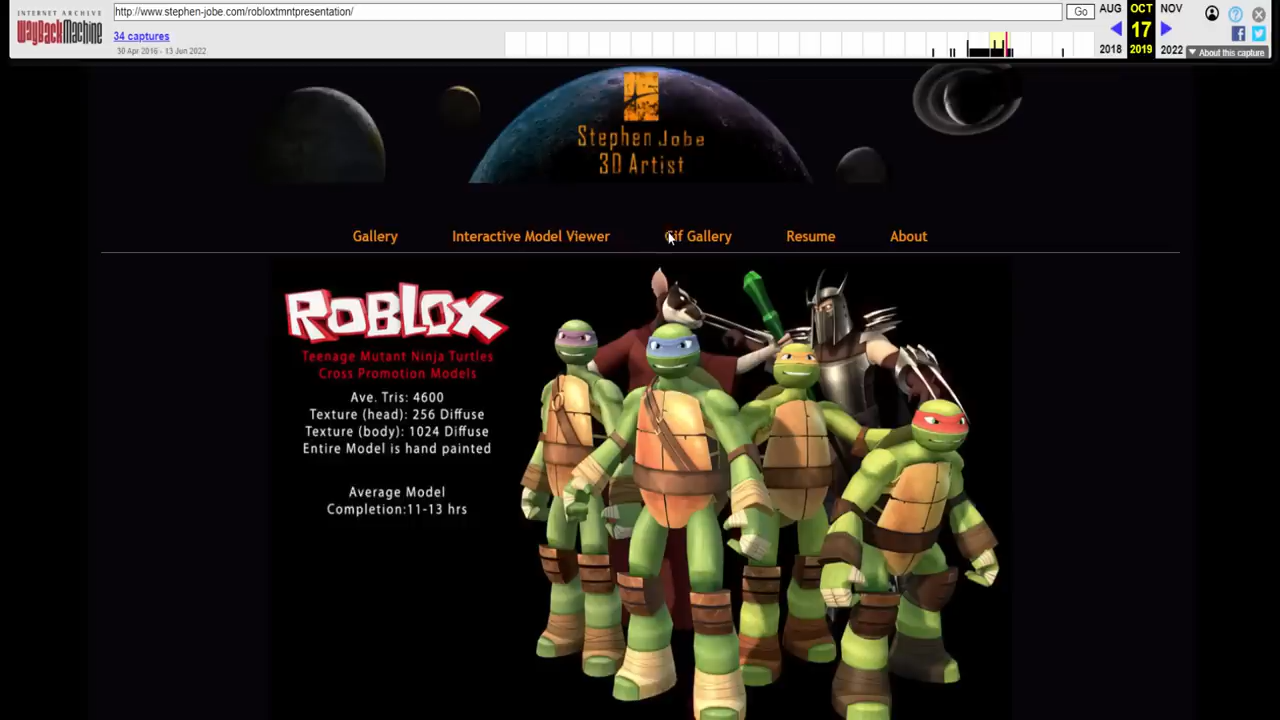 INTERNET ARCHIVE
WayBackMachine
http://www.stephen-jobe.com/robloxtmntpresentation/
Go
34 captures
30 Apr 2016 - 13 Jun 2022
AUG OCT NOV
17
2018 2019 2022
▼ About this capture
Stephen Jobe
3D Artist
Gallery
Interactive Model Viewer
Gif Gallery
Resume
About
ROBLOX
Teenage Mutant Ninja Turtles
Cross Promotion Models
Ave. Tris: 4600
Texture (head): 256 Diffuse
Texture (body): 1024 Diffuse
Entire Model is hand painted
Average Model
Completion:11-13 hrs